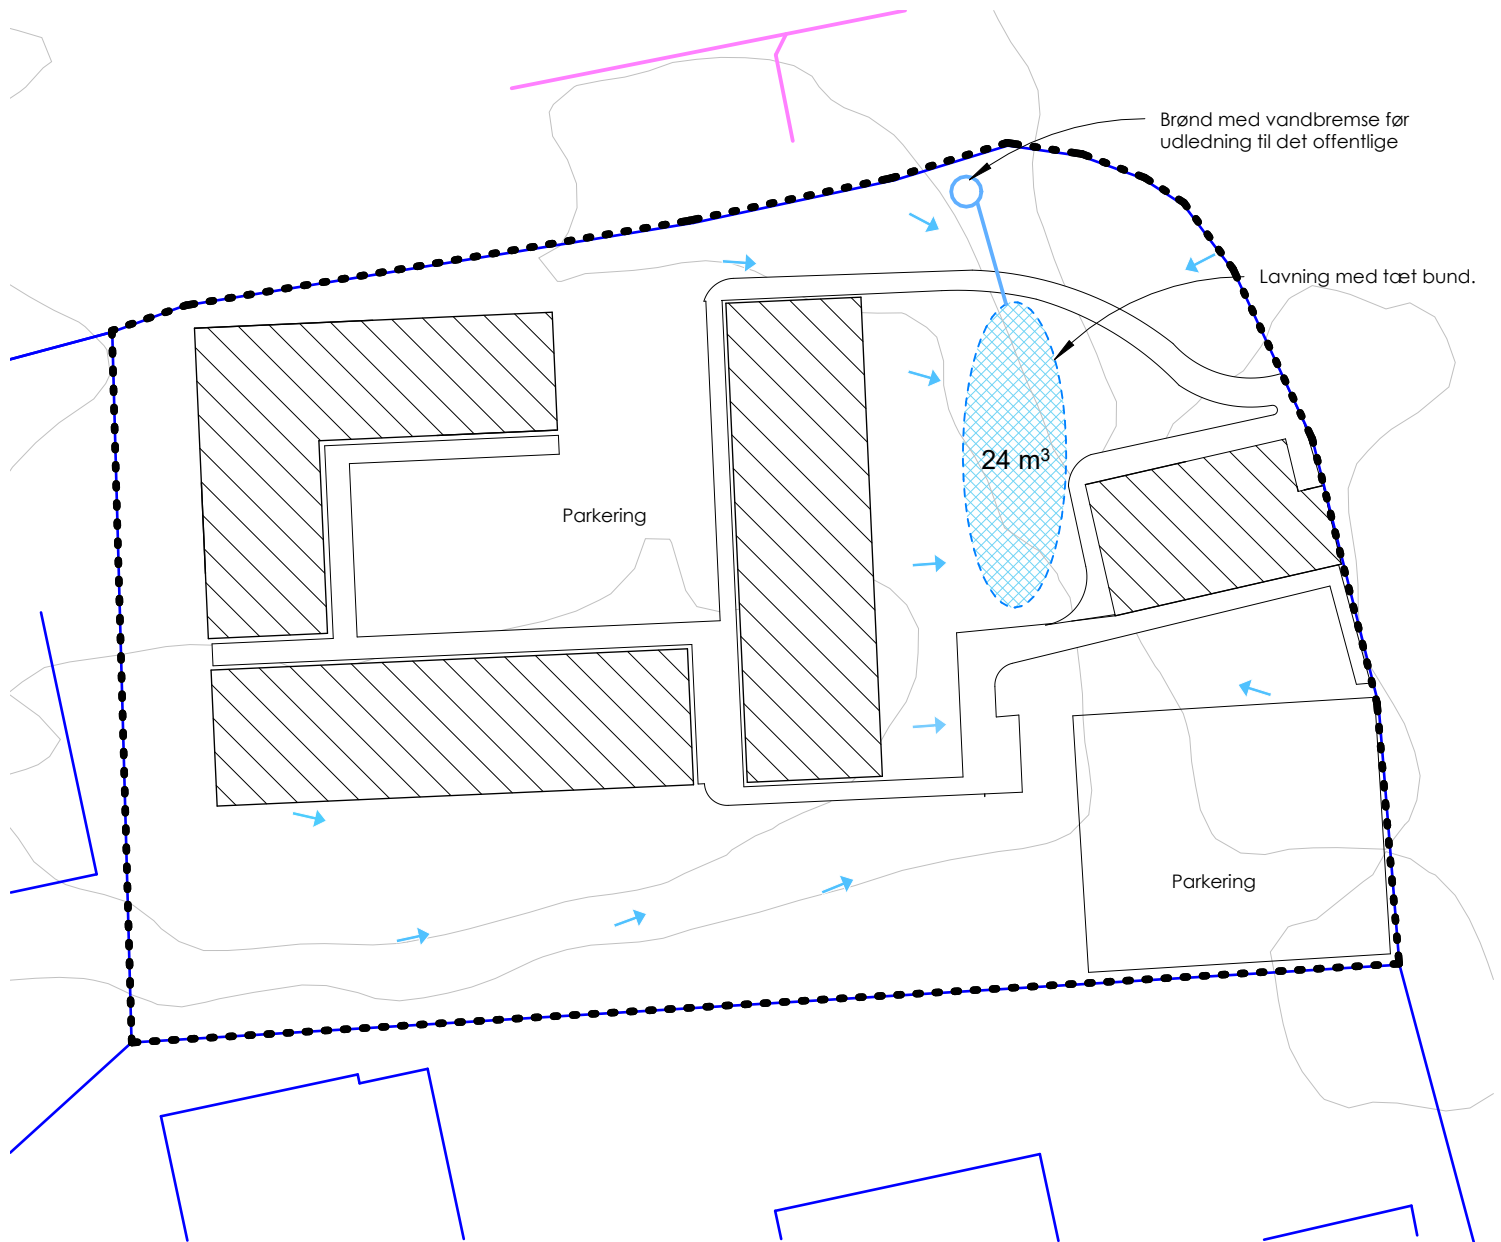 Brønd med vandbremse før
udledning til det offentlige
Lavning med tæt bund.
24 m³
Parkering
Parkering